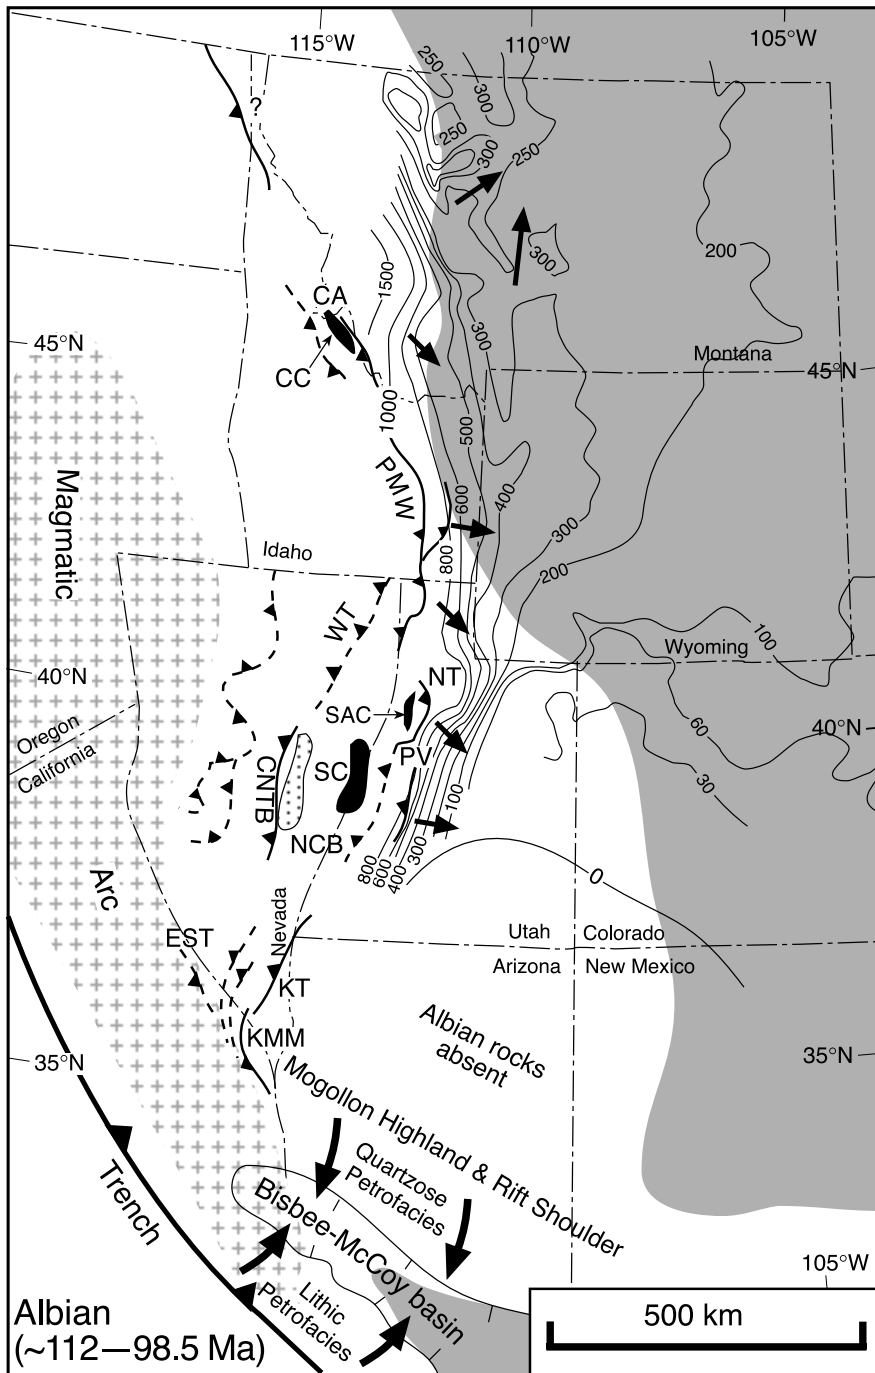 115°W
110°W
105°W
250
300
250
300
250
?
200
300
1500
CA
300
45°N
CC
Montana
45°N
1000
500
PMW
600
400
Magmatic
800
300
Idaho
200
WT
100
Wyoming
40°N
NT
SAC
60
40°N
Oregon
California
PV
SC
CNTB
30
100
NCB
300
800
600
400
0
Arc
EST
Nevada
Utah
Colorado
Arizona
New Mexico
KT
KMM
Albian rocks
absent
35°N
35°N
Mogollon Highland & Rift Shoulder
Quartzose
Petrofacies
Trench
Bisbee-McCoy basin
Lithic
Petrofacies
105°W
500 km
Albian
(~112—98.5 Ma)